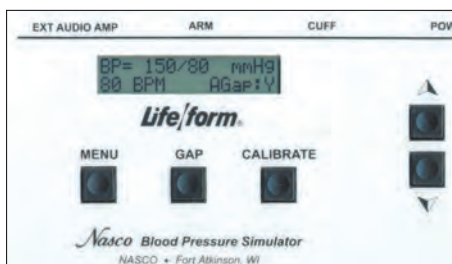 EXT AUDIO AMP ARM CUFF POW
BP= 150/80 mmHg
80 BPM AGap:Y
Life/form®
MENU GAP CALIBRATE
Nasco Blood Pressure Simulator
NASCO • Fort Atkinson, WI